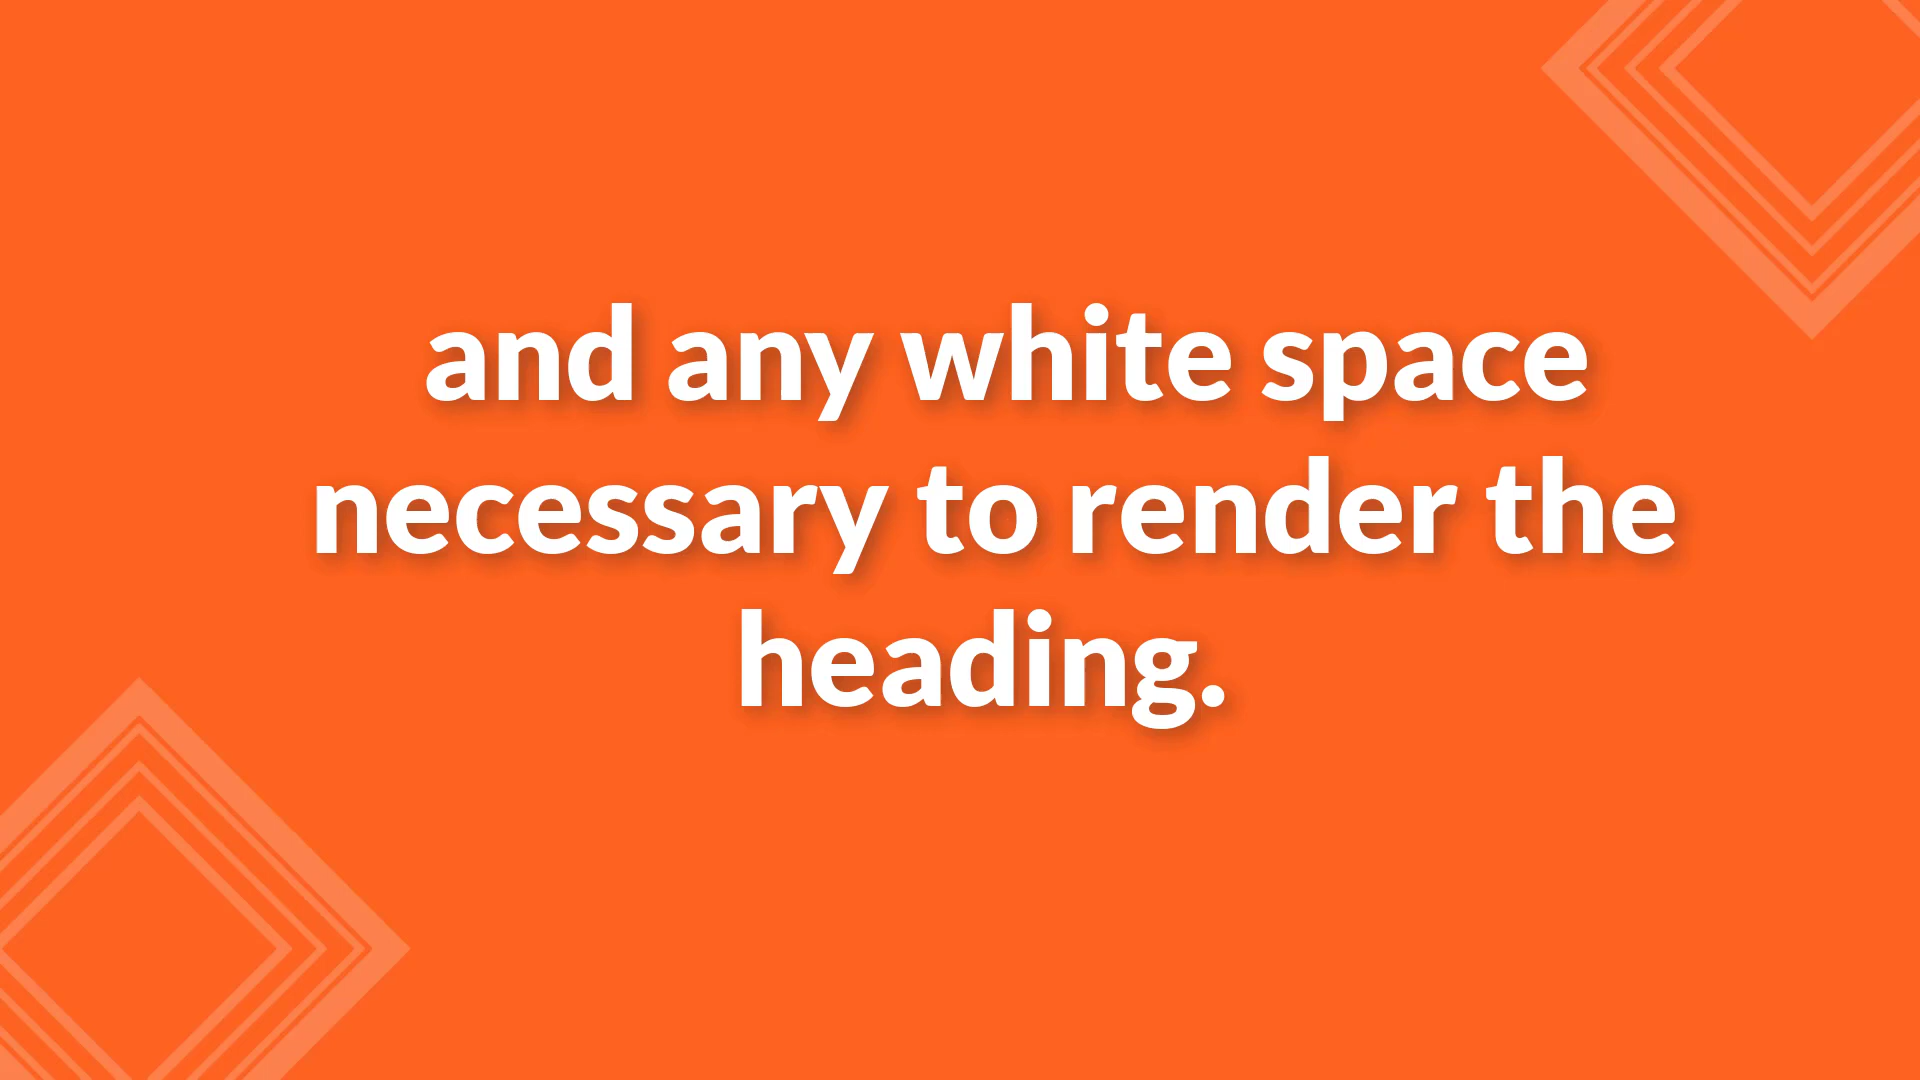 and any white space
necessary to render the
heading.